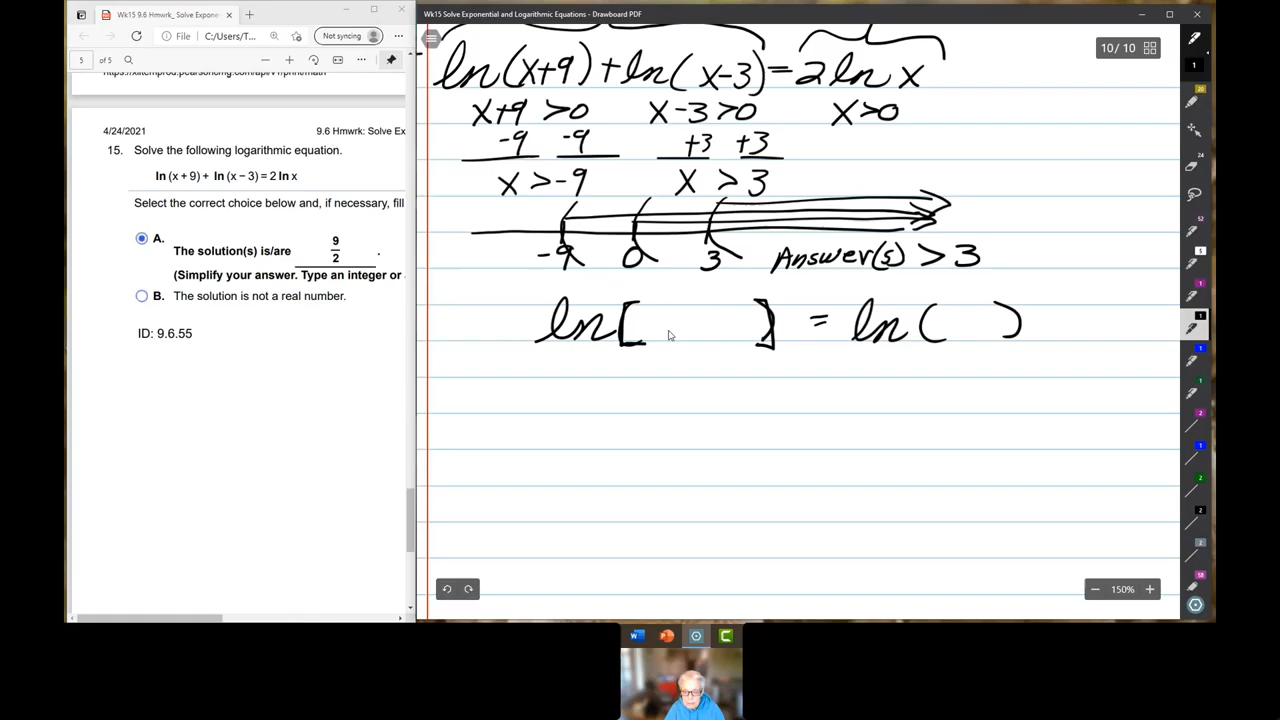 Wk15 9.6 Hmwrk_ Solve Expone
File
C:/Users/T...
Not syncing
5 of 5
4/24/2021
9.6 Hmwrk: Solve Ex
15. Solve the following logarithmic equation.
ln (x + 9) + ln (x − 3) = 2 ln x
Select the correct choice below and, if necessary, fill
A.
The solution(s) is/are 9/2 .
(Simplify your answer. Type an integer or
B. The solution is not a real number.
ID: 9.6.55
Wk15 Solve Exponential and Logarithmic Equations - Drawboard PDF
10/10
ln(x+9) + ln(x-3) = 2 ln x
x+9 >0 x-3 >0 x>0
-9 -9 +3 +3
x > -9 x > 3
-9 0 3 Answer(s) > 3
ln[ ] = ln( )
150%